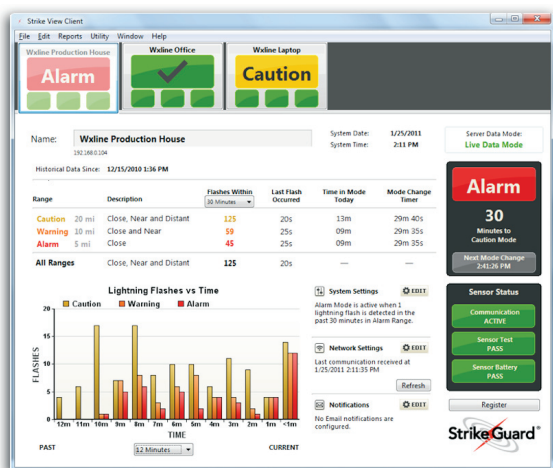 Strike View Client
File Edit Reports Utility Window Help
Wxline Production House
Alarm
Wxline Office
Wxline Laptop
Caution
Name: Wxline Production House
192.168.0.104
System Date: 1/25/2011
System Time: 2:11 PM
Historical Data Since: 12/15/2010 1:36 PM
Range Description Flashes Within 30 Minutes Last Flash Occurred Time in Mode Today Mode Change Timer
Caution 20 mi Close, Near and Distant 125 20s 13m 29m 40s
Warning 10 mi Close and Near 59 25s 09m 29m 35s
Alarm 5 mi Close 45 25s 09m 29m 35s
All Ranges Close, Near and Distant 125 20s — —
Lightning Flashes vs Time
Caution Warning Alarm
FLASHES
20
15
10
5
0
12m 11m 10m 9m 8m 7m 6m 5m 4m 3m 2m 1m <1m
TIME
PAST 12 Minutes CURRENT
System Settings EDIT
Alarm Mode is active when 1
lightning flash is detected in the
past 30 minutes in Alarm Range.
Network Settings EDIT
Last communication received at
1/25/2011 2:11:35 PM
Refresh
Notifications EDIT
No Email notifications are
configured.
Server Data Mode:
Live Data Mode
Alarm
30
Minutes to
Caution Mode
Next Mode Change
2:41:26 PM
Sensor Status
Communication
ACTIVE
Sensor Test
PASS
Sensor Battery
PASS
Register
StrikeGuard®